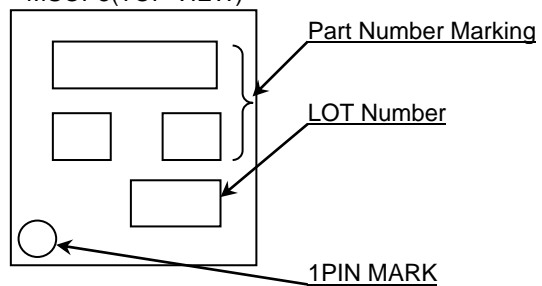 MSOP8(TOP VIEW)
Part Number Marking
LOT Number
1PIN MARK